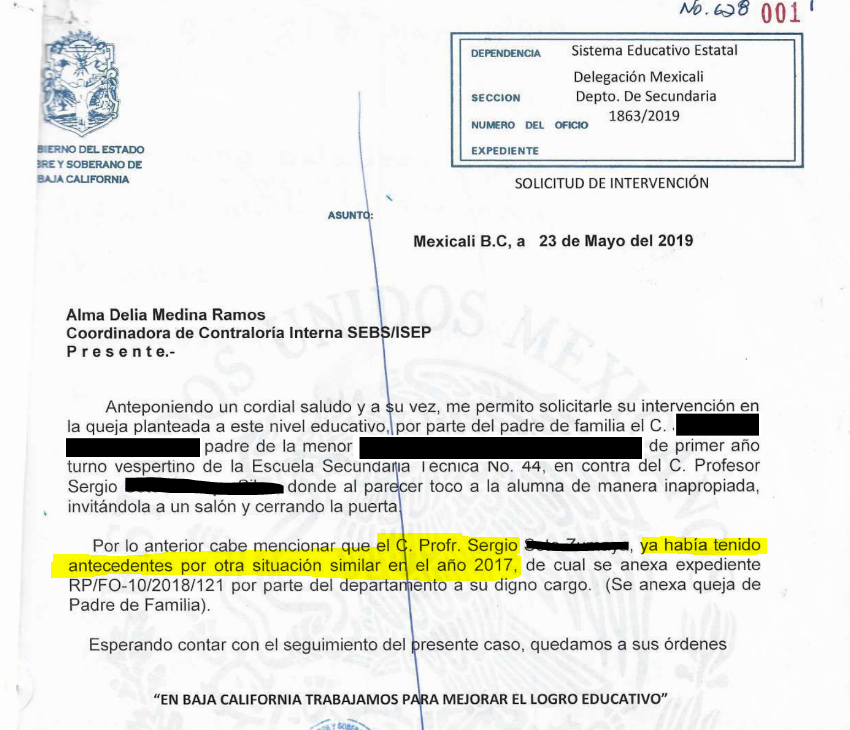 No. 628 001
DEPENDENCIA Sistema Educativo Estatal
Delegación Mexicali
SECCION Depto. De Secundaria
NUMERO DEL OFICIO 1863/2019
EXPEDIENTE
BIERNO DEL ESTADO
BRE Y SOBERANO DE
BAJA CALIFORNIA
SOLICITUD DE INTERVENCIÓN
ASUNTO:
Mexicali B.C, a 23 de Mayo del 2019
Alma Delia Medina Ramos
Coordinadora de Contraloría Interna SEBS/ISEP
P r e s e n t e.-
Anteponiendo un cordial saludo y a su vez, me permito solicitarle su intervención en
la queja planteada a este nivel educativo, por parte del padre de familia el C. .
padre de la menor de primer año
turno vespertino de la Escuela Secundaria Técnica No. 44, en contra del C. Profesor
Sergio donde al parecer toco a la alumna de manera inapropiada,
invitándola a un salón y cerrando la puerta.
Por lo anterior cabe mencionar que el C. Profr. Sergio , ya había tenido
antecedentes por otra situación similar en el año 2017, de cual se anexa expediente
RP/FO-10/2018/121 por parte del departamento a su digno cargo. (Se anexa queja de
Padre de Familia).
Esperando contar con el seguimiento del presente caso, quedamos a sus órdenes
“EN BAJA CALIFORNIA TRABAJAMOS PARA MEJORAR EL LOGRO EDUCATIVO”